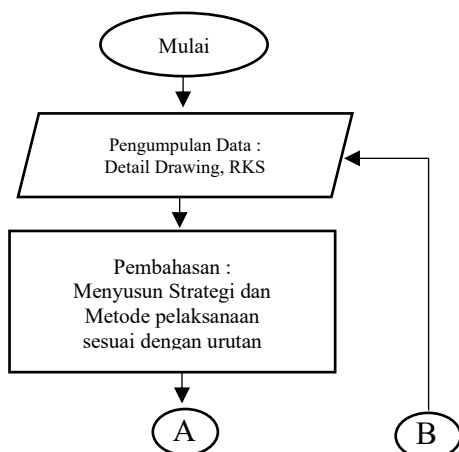 Mulai
Pengumpulan Data :
Detail Drawing, RKS
Pembahasan :
Menyusun Strategi dan
Metode pelaksanaan
sesuai dengan urutan
A
B